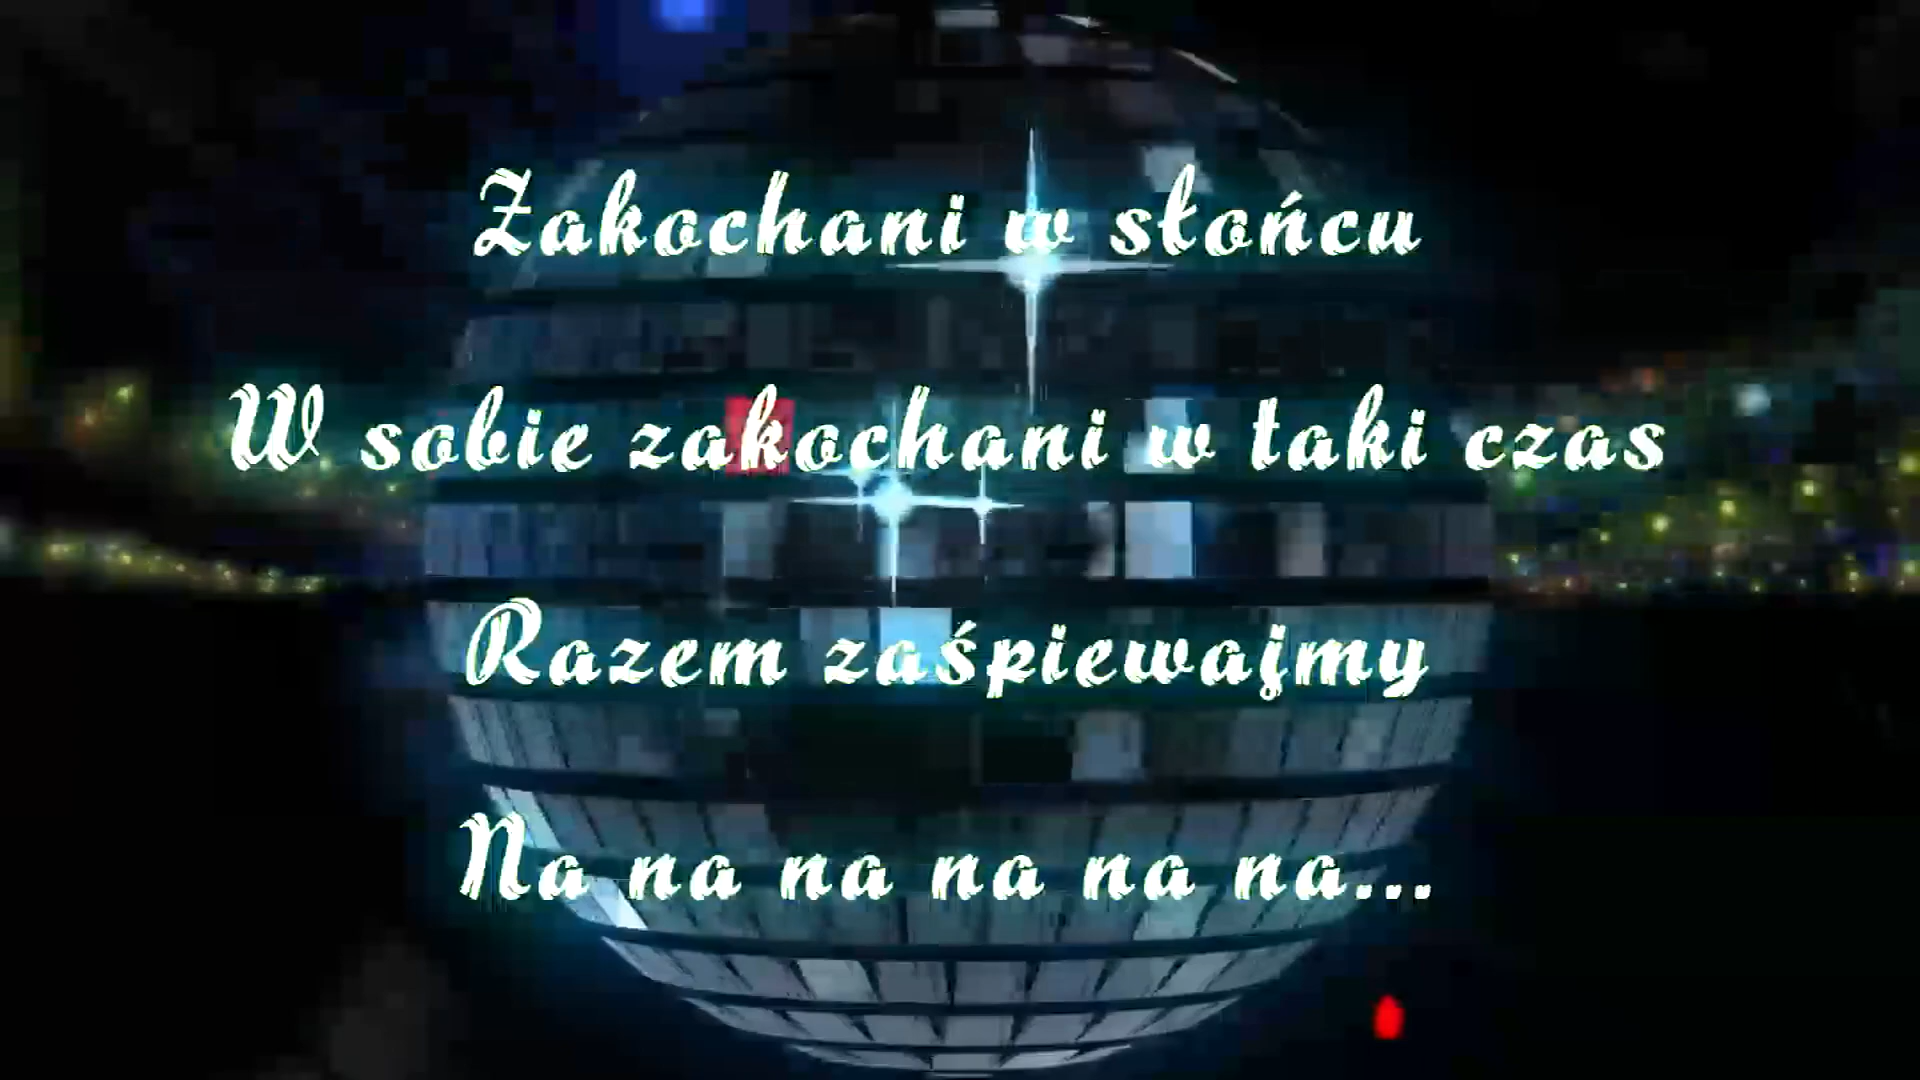 Zakochani w słońcu
W sobie zakochani w taki czas
Razem zaśpiewajmy
Na na na na na na...